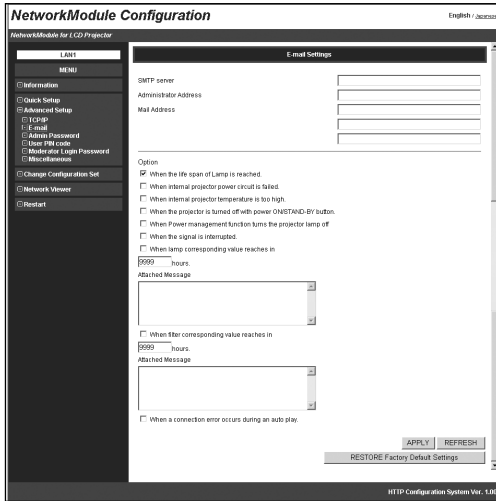 NetworkModule Configuration
English / Japanese
NetworkModule for LCD Projector
LAN1
MENU
Information
Quick Setup
Advanced Setup
TCP/IP
E-mail
Admin Password
User PIN code
Moderator Login Password
Miscellaneous
Change Configuration Set
Network Viewer
Restart
E-mail Settings
SMTP server
Administrator Address
Mail Address
Option
When the life span of Lamp is reached.
When internal projector power circuit is failed.
When internal projector temperature is too high.
When the projector is turned off with power ON/STAND-BY button.
When Power management function turns the projector lamp off
When the signal is interrupted.
When lamp corresponding value reaches in
9999 hours.
Attached Message
When filter corresponding value reaches in
9999 hours.
Attached Message
When a connection error occurs during an auto play.
APPLY REFRESH
RESTORE Factory Default Settings
HTTP Configuration System Ver. 1.00